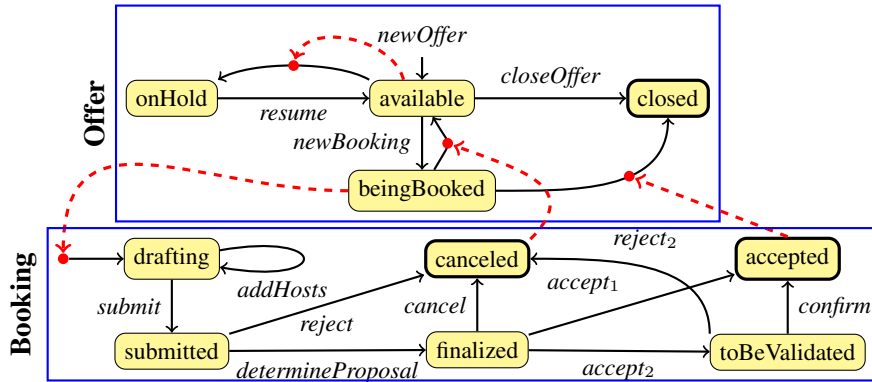 Offer
newOffer
closeOffer
onHold
available
closed
resume
newBooking
beingBooked
Booking
drafting
canceled
reject2
accepted
addHosts
submit
cancel
accept1
confirm
reject
submitted
finalized
toBeValidated
determineProposal
accept2